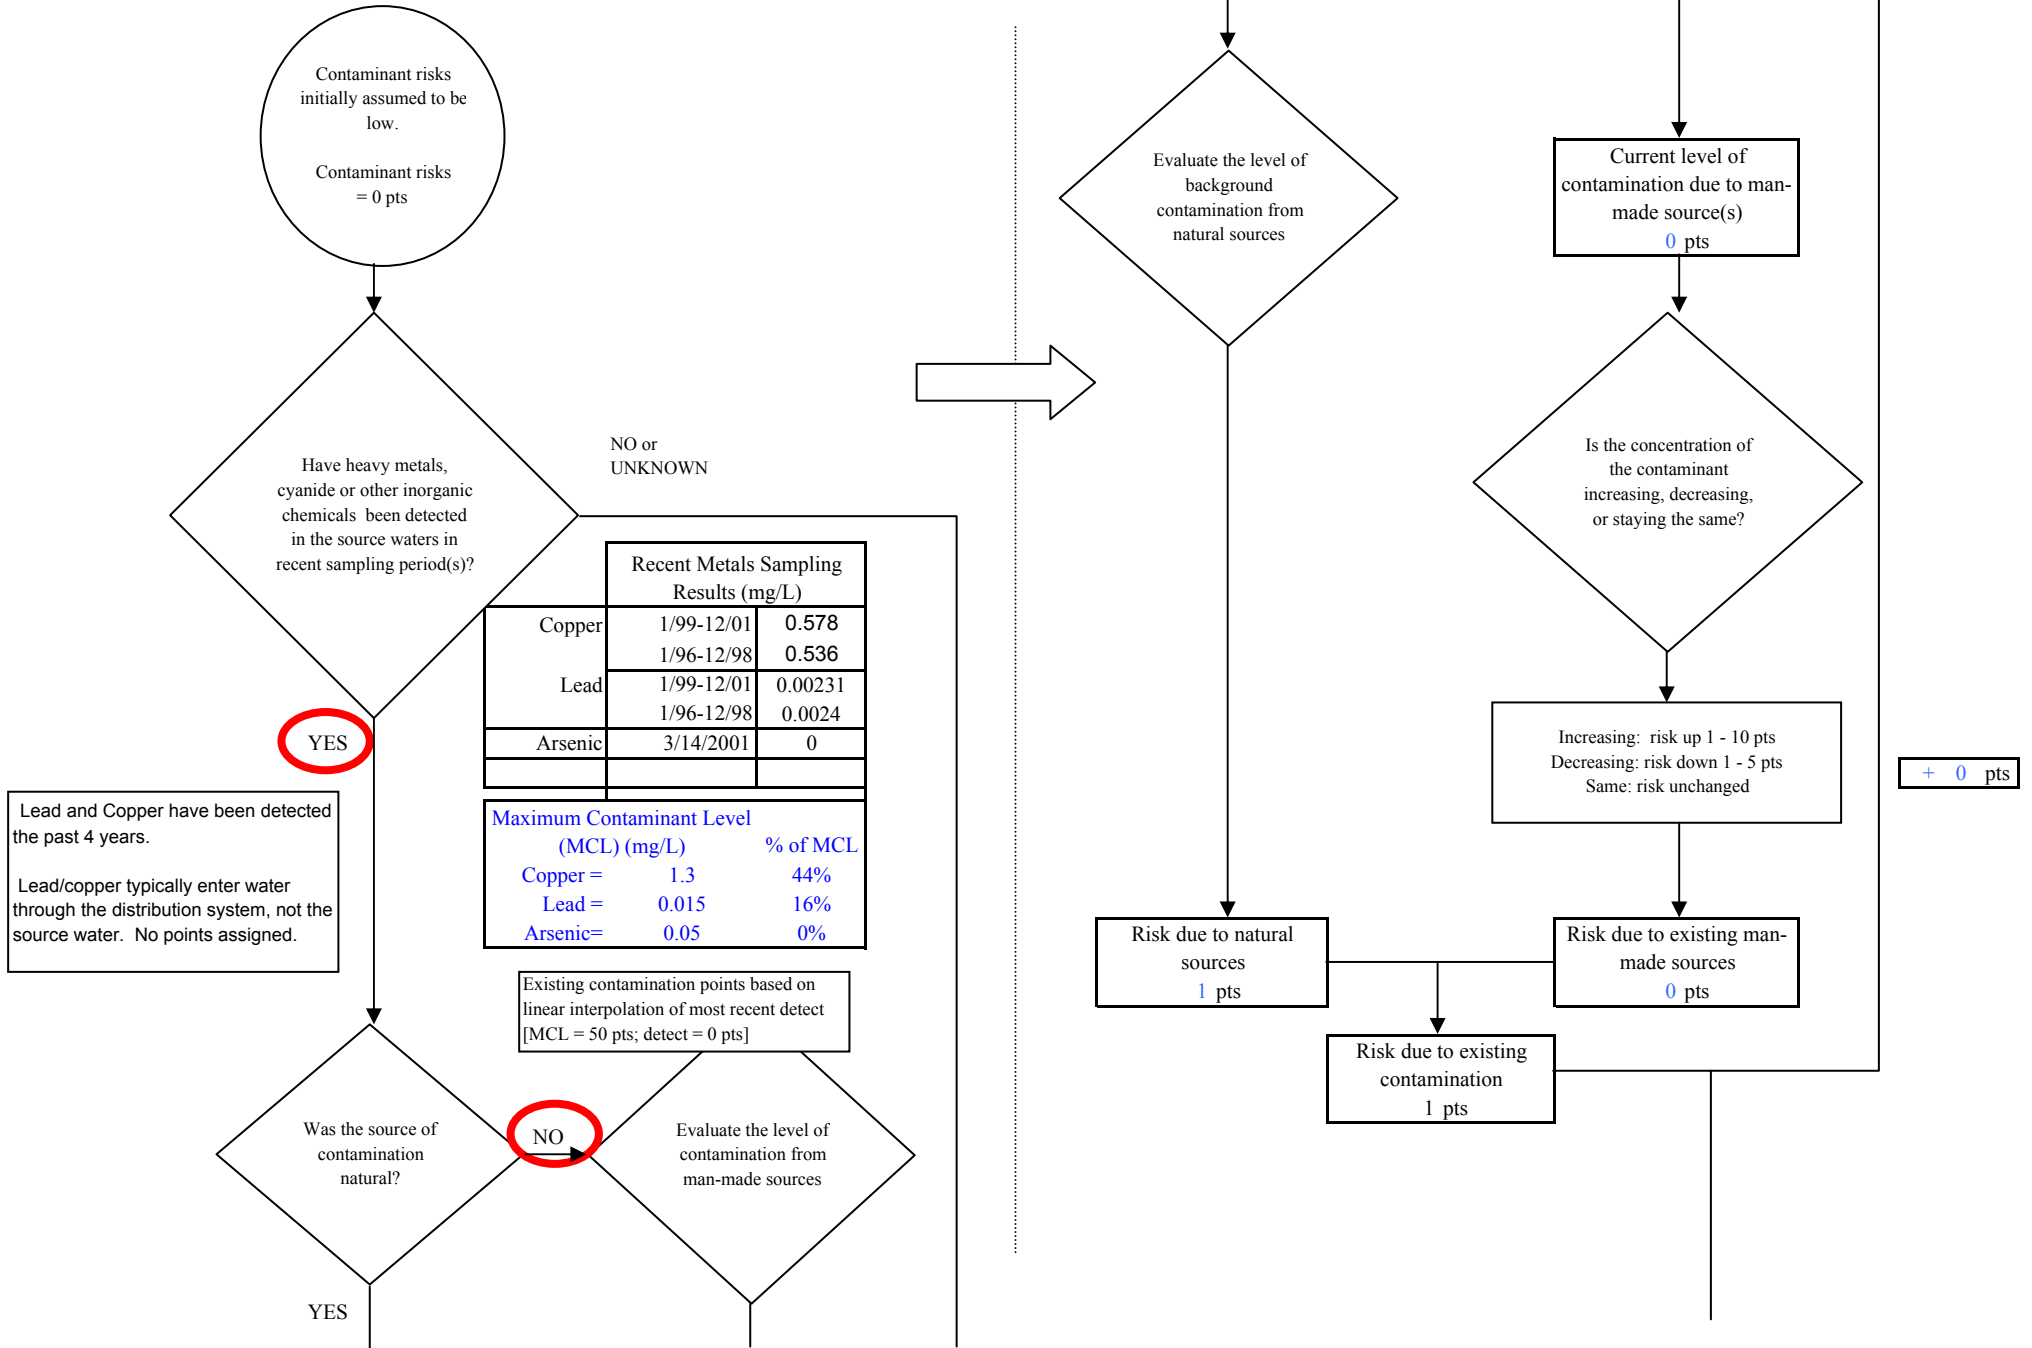 Contaminant risks
initially assumed to be
low.
Contaminant risks
= 0 pts
Have heavy metals,
cyanide or other inorganic
chemicals been detected
in the source waters in
recent sampling period(s)?
NO or
UNKNOWN
Recent Metals Sampling
Results (mg/L)
Copper 1/99-12/01 0.578
1/96-12/98 0.536
Lead 1/99-12/01 0.00231
1/96-12/98 0.0024
Arsenic 3/14/2001 0
YES
Maximum Contaminant Level
(MCL) (mg/L) % of MCL
Copper = 1.3 44%
Lead = 0.015 16%
Arsenic= 0.05 0%
Lead and Copper have been detected
the past 4 years.
Lead/copper typically enter water
through the distribution system, not the
source water. No points assigned.
Existing contamination points based on
linear interpolation of most recent detect
[MCL = 50 pts; detect = 0 pts]
Was the source of
contamination
natural?
NO
Evaluate the level of
contamination from
man-made sources
YES
Evaluate the level of
background
contamination from
natural sources
Current level of
contamination due to man-
made source(s)
0 pts
Is the concentration of
the contaminant
increasing, decreasing,
or staying the same?
Increasing: risk up 1 - 10 pts
Decreasing: risk down 1 - 5 pts
Same: risk unchanged
+ 0 pts
Risk due to natural
sources
1 pts
Risk due to existing man-
made sources
0 pts
Risk due to existing
contamination
1 pts